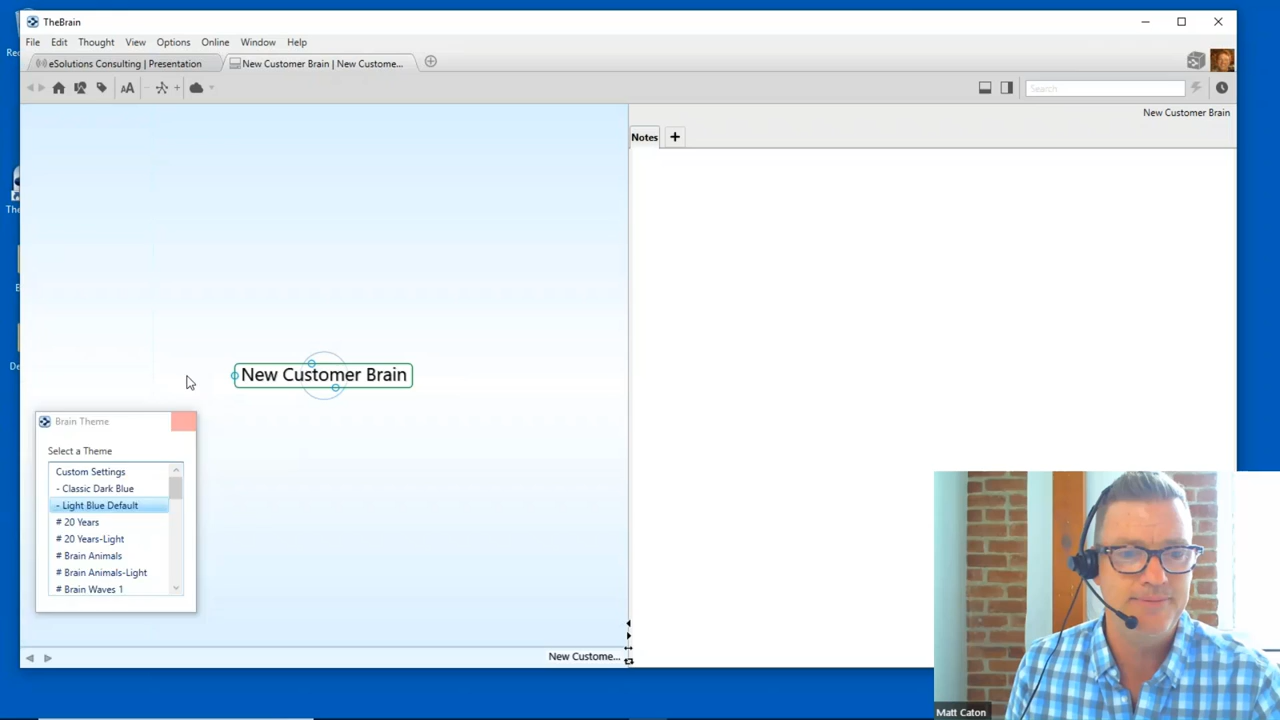 TheBrain
File Edit Thought View Options Online Window Help
eSolutions Consulting | Presentation
New Customer Brain | New Custome...
AA
Search
New Customer Brain
Notes
New Customer Brain
Brain Theme
Select a Theme
Custom Settings
- Classic Dark Blue
- Light Blue Default
# 20 Years
# 20 Years-Light
# Brain Animals
# Brain Animals-Light
# Brain Waves 1
New Custome...
Matt Caton